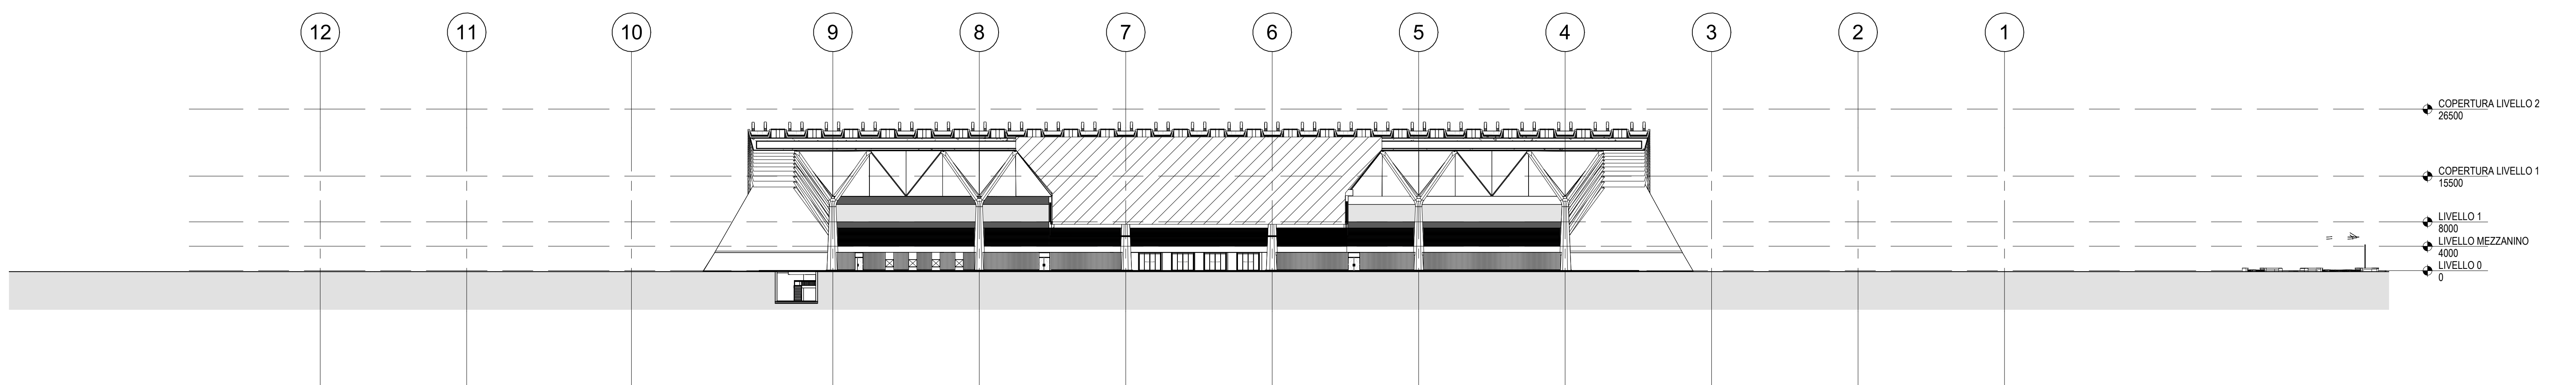 12 11 10 9 8 7 6 5 4 3 2 1
COPERTURA LIVELLO 2
26500
COPERTURA LIVELLO 1
15500
LIVELLO 1
8000
LIVELLO MEZZANINO
4000
LIVELLO 0
0